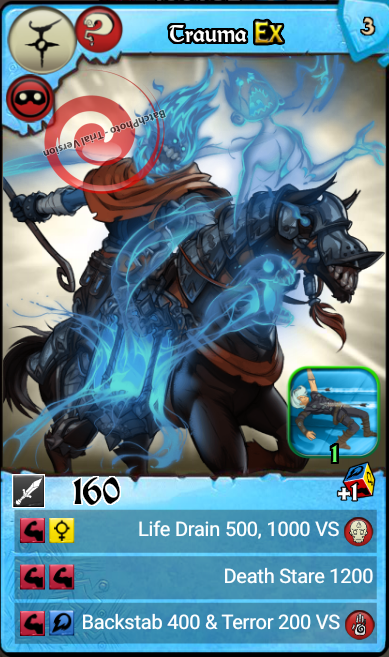 Trauma Ex
3
BatchPhoto - Trial Version
1
160
+1
Life Drain 500, 1000 VS
Death Stare 1200
Backstab 400 & Terror 200 VS